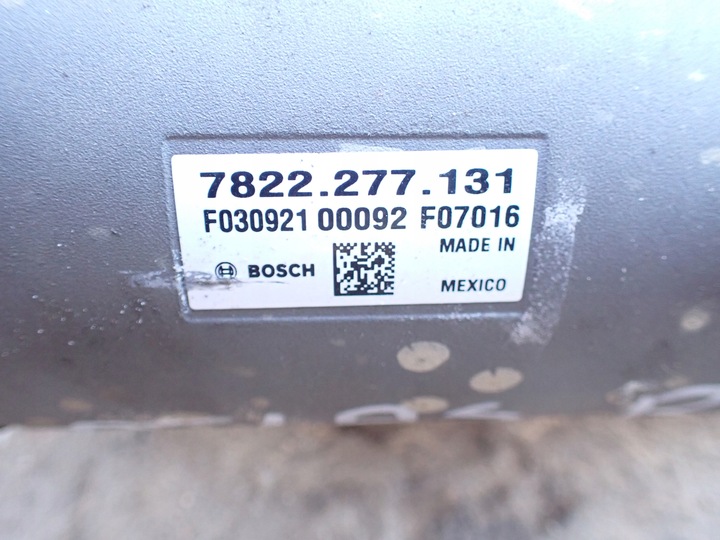 7822.277.131
F030921 00092 F07016
BOSCH
MADE IN
MEXICO